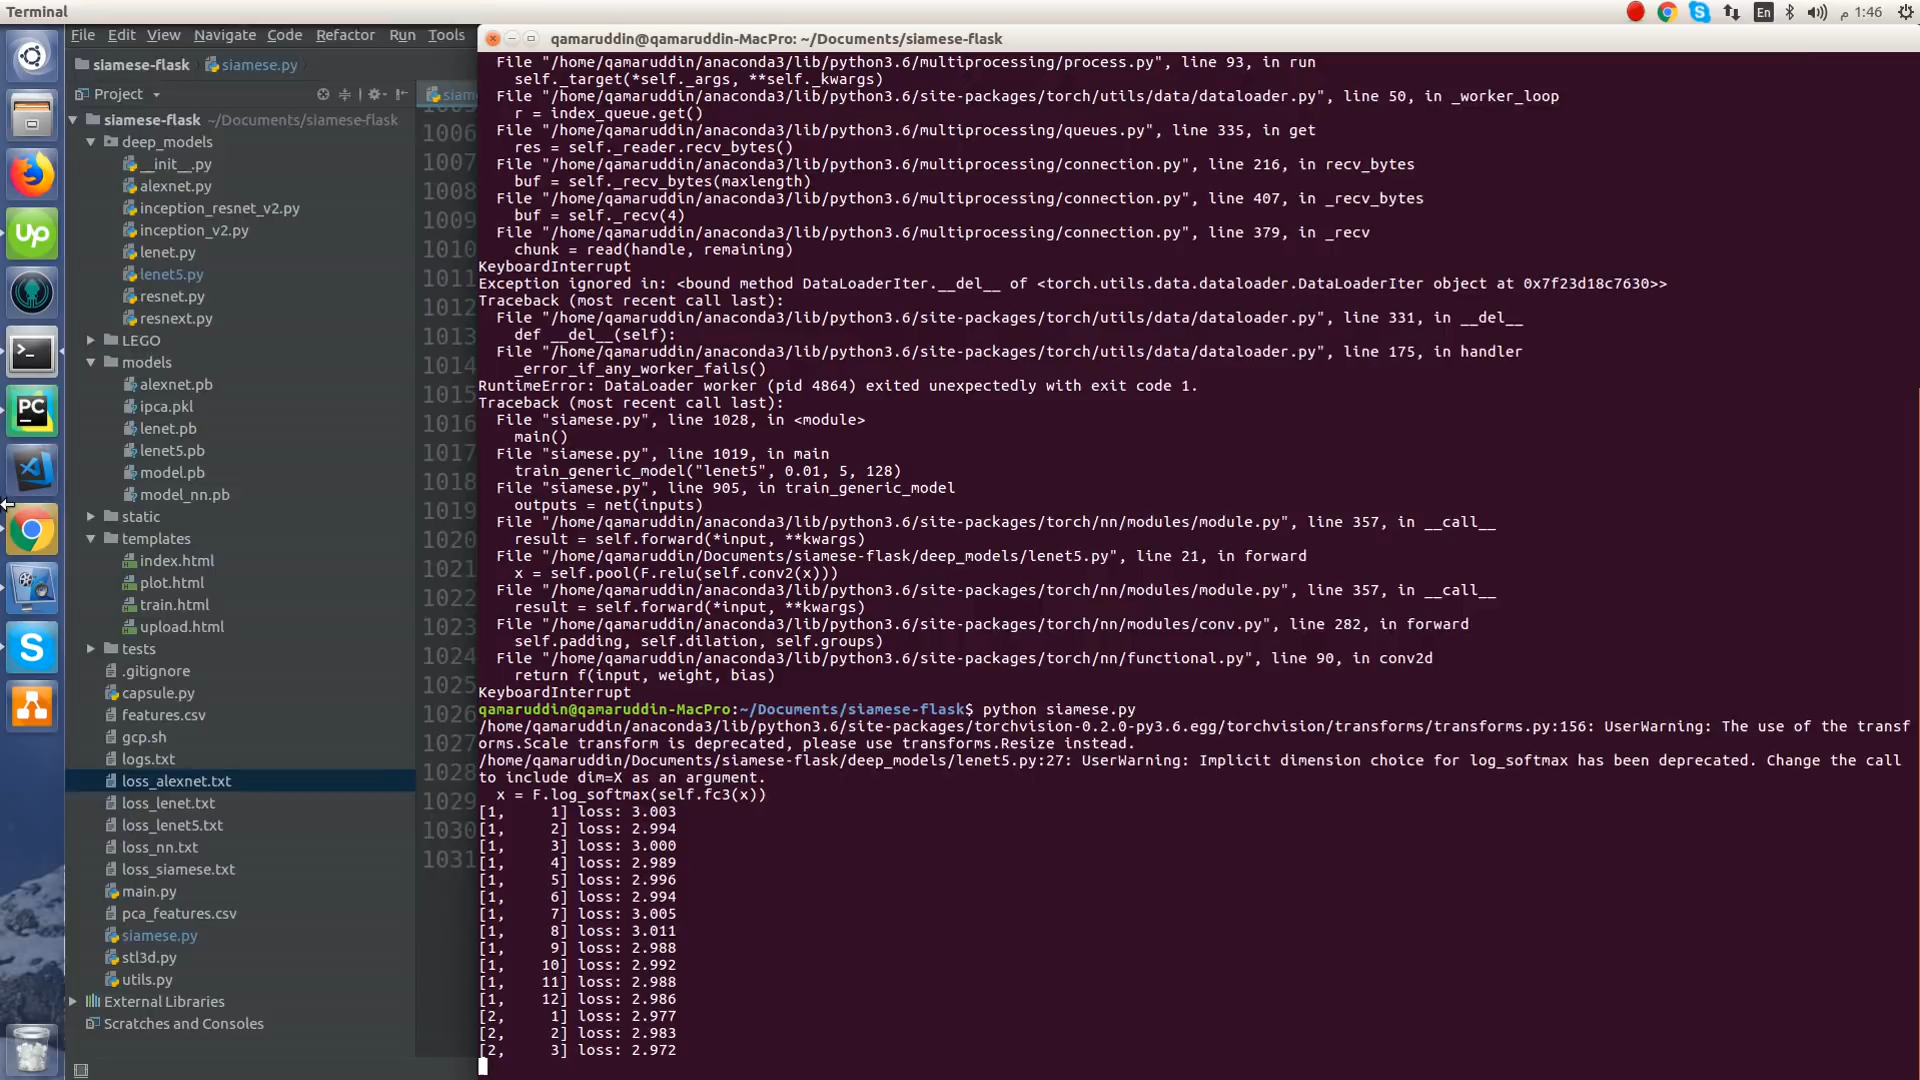 Terminal
En
1:46 م
File Edit View Navigate Code Refactor Run Tools
qamaruddin@qamaruddin-MacPro: ~/Documents/siamese-flask
siamese-flask siamese.py
Project
siamese-flask ~/Documents/siamese-flask
deep_models
__init__.py
alexnet.py
inception_resnet_v2.py
inception_v2.py
lenet.py
lenet5.py
resnet.py
resnext.py
LEGO
models
alexnet.pb
ipca.pkl
lenet.pb
lenet5.pb
model.pb
model_nn.pb
static
templates
index.html
plot.html
train.html
upload.html
tests
.gitignore
capsule.py
features.csv
gcp.sh
logs.txt
loss_alexnet.txt
loss_lenet.txt
loss_lenet5.txt
loss_nn.txt
loss_siamese.txt
main.py
pca_features.csv
siamese.py
stl3d.py
utils.py
External Libraries
Scratches and Consoles
siam
1006
1007
1008
1009
1010
1011
1012
1013
1014
1015
1016
1017
1018
1019
1020
1021
1022
1023
1024
1025
1026
1027
1028
1029
1030
1031
File "/home/qamaruddin/anaconda3/lib/python3.6/multiprocessing/process.py", line 93, in run
self._target(*self._args, **self._kwargs)
File "/home/qamaruddin/anaconda3/lib/python3.6/site-packages/torch/utils/data/dataloader.py", line 50, in _worker_loop
r = index_queue.get()
File "/home/qamaruddin/anaconda3/lib/python3.6/multiprocessing/queues.py", line 335, in get
res = self._reader.recv_bytes()
File "/home/qamaruddin/anaconda3/lib/python3.6/multiprocessing/connection.py", line 216, in recv_bytes
buf = self._recv_bytes(maxlength)
File "/home/qamaruddin/anaconda3/lib/python3.6/multiprocessing/connection.py", line 407, in _recv_bytes
buf = self._recv(4)
File "/home/qamaruddin/anaconda3/lib/python3.6/multiprocessing/connection.py", line 379, in _recv
chunk = read(handle, remaining)
KeyboardInterrupt
Exception ignored in: <bound method DataLoaderIter.__del__ of <torch.utils.data.dataloader.DataLoaderIter object at 0x7f23d18c7630>>
Traceback (most recent call last):
File "/home/qamaruddin/anaconda3/lib/python3.6/site-packages/torch/utils/data/dataloader.py", line 331, in __del__
def __del__(self):
File "/home/qamaruddin/anaconda3/lib/python3.6/site-packages/torch/utils/data/dataloader.py", line 175, in handler
_error_if_any_worker_fails()
RuntimeError: DataLoader worker (pid 4864) exited unexpectedly with exit code 1.
Traceback (most recent call last):
File "siamese.py", line 1028, in <module>
main()
File "siamese.py", line 1019, in main
train_generic_model("lenet5", 0.01, 5, 128)
File "siamese.py", line 905, in train_generic_model
outputs = net(inputs)
File "/home/qamaruddin/anaconda3/lib/python3.6/site-packages/torch/nn/modules/module.py", line 357, in __call__
result = self.forward(*input, **kwargs)
File "/home/qamaruddin/Documents/siamese-flask/deep_models/lenet5.py", line 21, in forward
x = self.pool(F.relu(self.conv2(x)))
File "/home/qamaruddin/anaconda3/lib/python3.6/site-packages/torch/nn/modules/module.py", line 357, in __call__
result = self.forward(*input, **kwargs)
File "/home/qamaruddin/anaconda3/lib/python3.6/site-packages/torch/nn/modules/conv.py", line 282, in forward
self.padding, self.dilation, self.groups)
File "/home/qamaruddin/anaconda3/lib/python3.6/site-packages/torch/nn/functional.py", line 90, in conv2d
return f(input, weight, bias)
KeyboardInterrupt
qamaruddin@qamaruddin-MacPro:~/Documents/siamese-flask$ python siamese.py
/home/qamaruddin/anaconda3/lib/python3.6/site-packages/torchvision-0.2.0-py3.6.egg/torchvision/transforms/transforms.py:156: UserWarning: The use of the transf
orms.Scale transform is deprecated, please use transforms.Resize instead.
/home/qamaruddin/Documents/siamese-flask/deep_models/lenet5.py:27: UserWarning: Implicit dimension choice for log_softmax has been deprecated. Change the call
to include dim=X as an argument.
x = F.log_softmax(self.fc3(x))
[1, 1] loss: 3.003
[1, 2] loss: 2.994
[1, 3] loss: 3.000
[1, 4] loss: 2.989
[1, 5] loss: 2.996
[1, 6] loss: 2.994
[1, 7] loss: 3.005
[1, 8] loss: 3.011
[1, 9] loss: 2.988
[1, 10] loss: 2.992
[1, 11] loss: 2.988
[1, 12] loss: 2.986
[2, 1] loss: 2.977
[2, 2] loss: 2.983
[2, 3] loss: 2.972